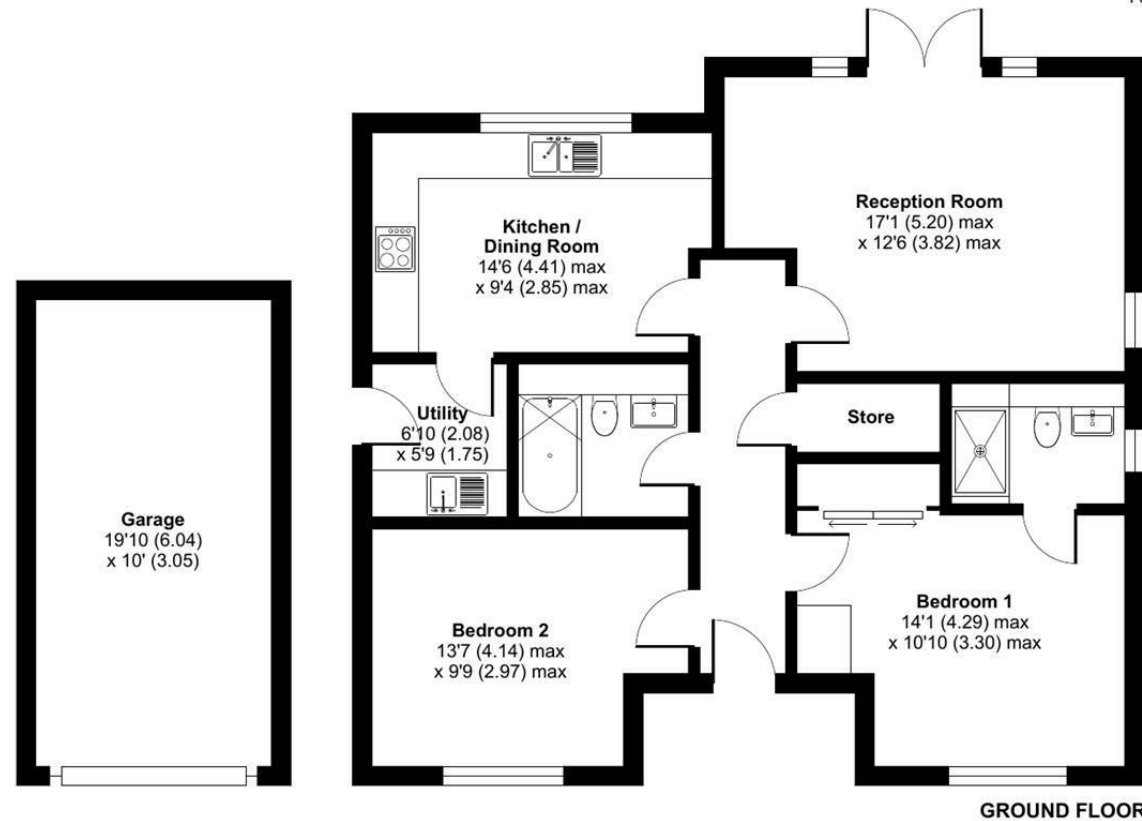 Reception Room
17'1 (5.20) max
x 12'6 (3.82) max
Kitchen /
Dining Room
14'6 (4.41) max
x 9'4 (2.85) max
Utility
6'10 (2.08)
x 5'9 (1.75)
Store
Garage
19'10 (6.04)
x 10' (3.05)
Bedroom 2
13'7 (4.14) max
x 9'9 (2.97) max
Bedroom 1
14'1 (4.29) max
x 10'10 (3.30) max
GROUND FLOOR